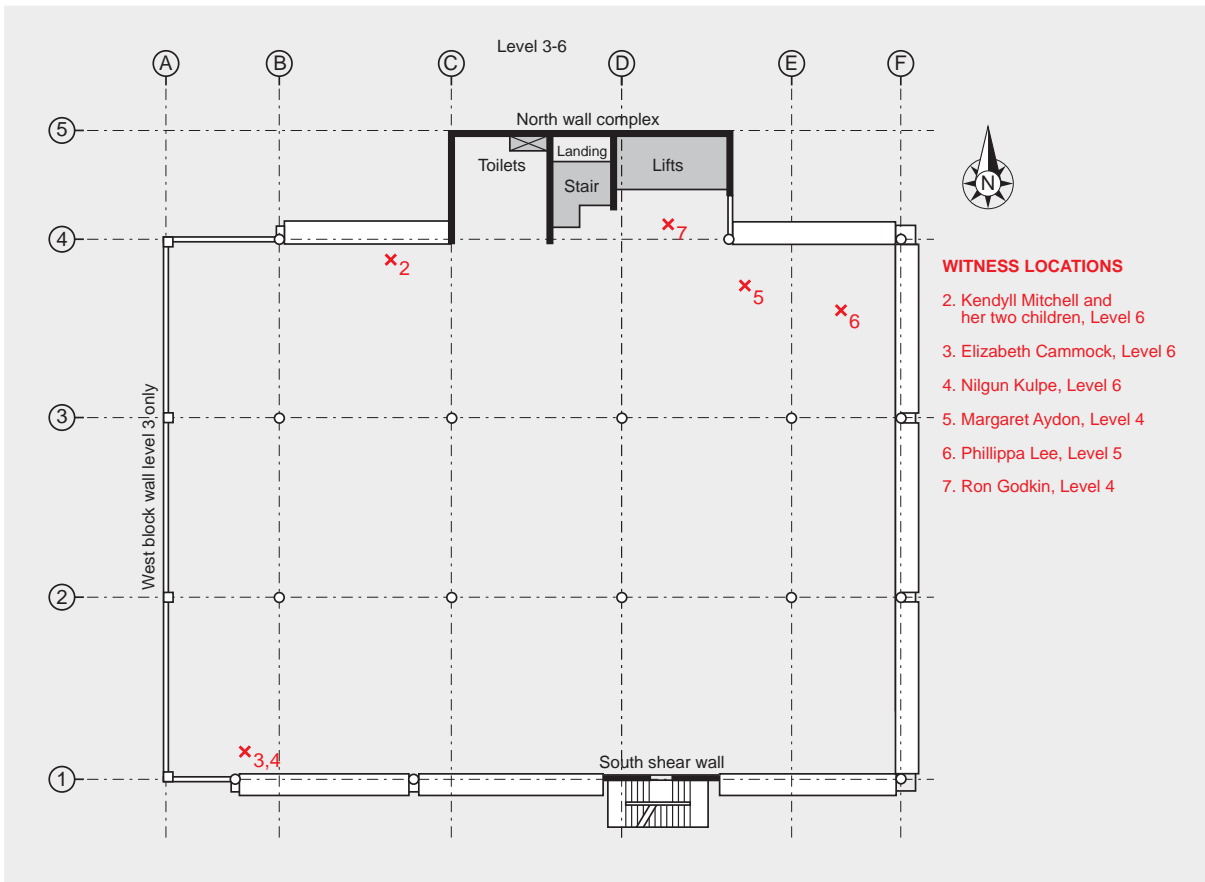 Level 3-6
A
B
C
D
E
F
5
North wall complex
Toilets
Landing
Stair
Lifts
N
4
7
2
5
6
WITNESS LOCATIONS
2. Kendyll Mitchell and
her two children, Level 6
3. Elizabeth Cammock, Level 6
4. Nilgun Kulpe, Level 6
5. Margaret Aydon, Level 4
6. Phillippa Lee, Level 5
7. Ron Godkin, Level 4
3
West block wall level 3 only
2
3,4
South shear wall
1